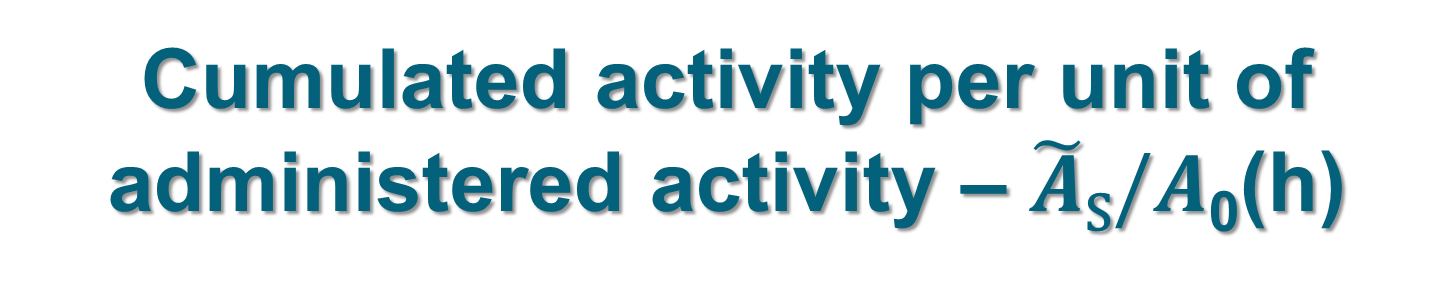 Cumulated activity per unit of
administered activity – Ã_S/A_0(h)